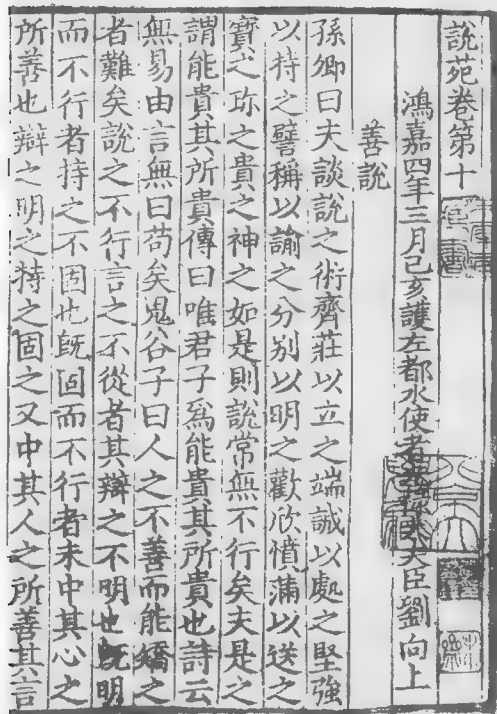 說苑卷第十
鴻嘉四年三月己亥護左都水使者光祿大夫臣劉向上
善說
孫卿曰夫談說之術齊莊以立之端誠以處之堅強
以持之譬稱以諭之分别以明之歡欣憤滿以送之
寶之珎之貴之神之如是則說常無不行矣夫是之
謂能貴其所貴傳曰唯君子爲能貴其所貴也詩云
無易由言無曰苟矣鬼谷子曰人之不善而能矯之
者難矣說之不行言之不從者其辯之不明也旣明
而不行者持之不固也旣固而不行者未中其心之
所善也辯之明之持之固之又中其人之所善其言